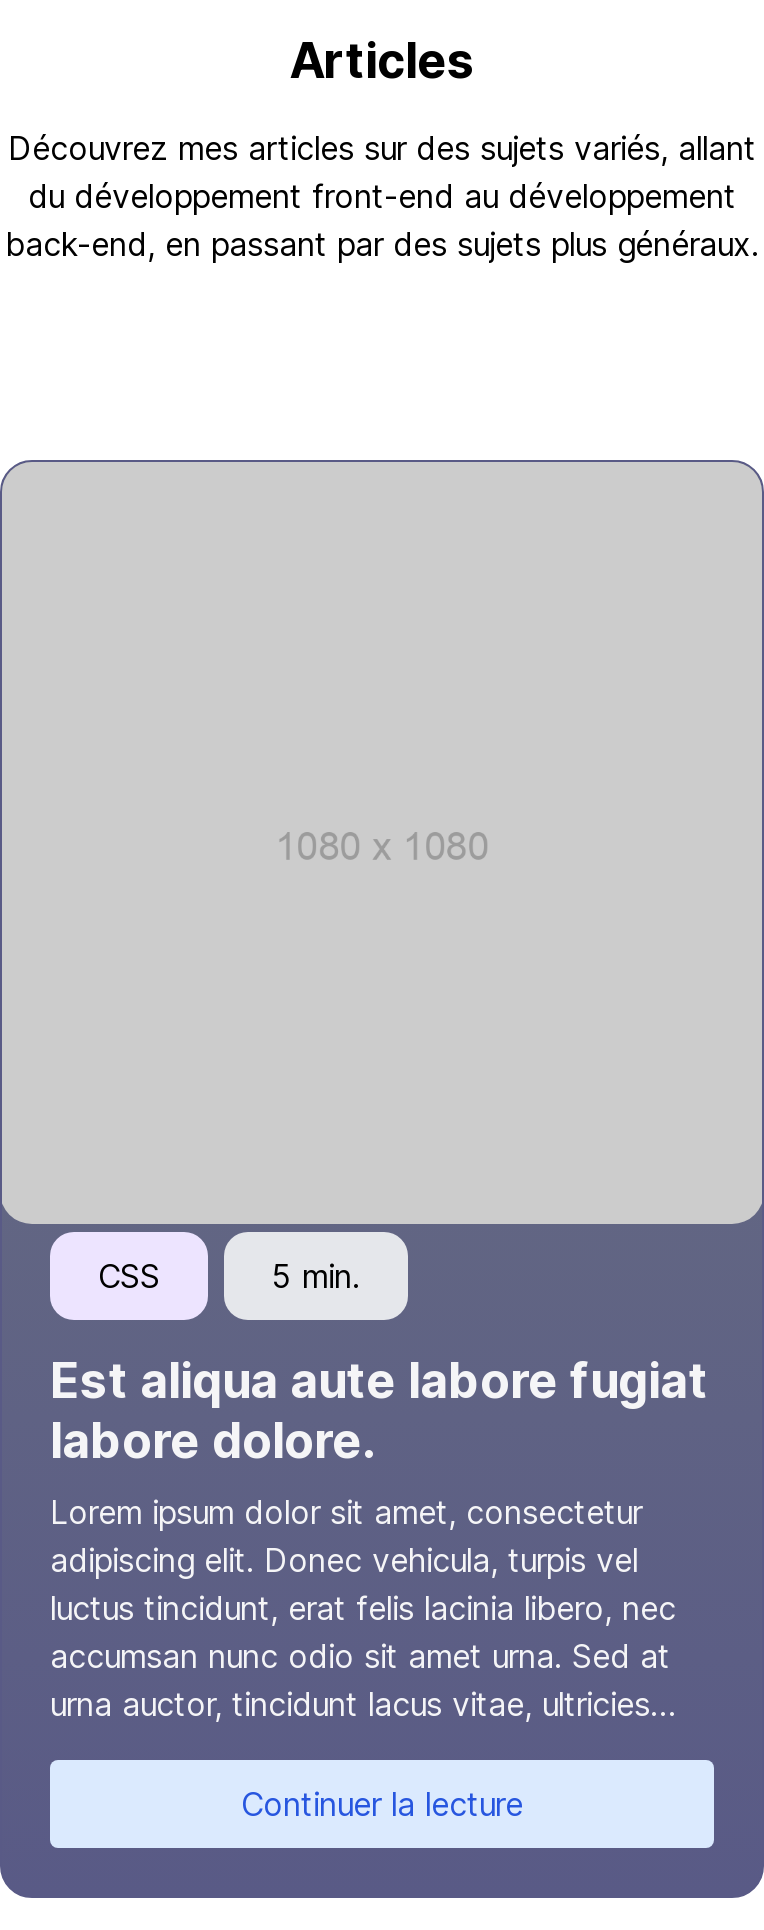 Articles
Découvrez mes articles sur des sujets variés, allant
du développement front-end au développement
back-end, en passant par des sujets plus généraux.
1080 x 1080
CSS
5 min.
Est aliqua aute labore fugiat
labore dolore.
Lorem ipsum dolor sit amet, consectetur
adipiscing elit. Donec vehicula, turpis vel
luctus tincidunt, erat felis lacinia libero, nec
accumsan nunc odio sit amet urna. Sed at
urna auctor, tincidunt lacus vitae, ultricies...
Continuer la lecture